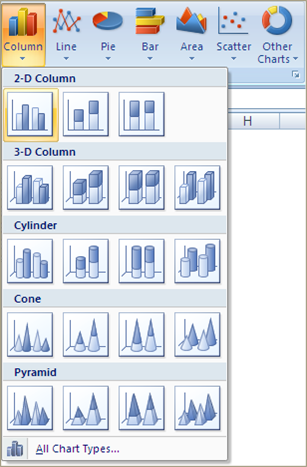 Column Line Pie Bar Area Scatter Other
Charts
2-D Column
H
3-D Column
Cylinder
Cone
Pyramid
All Chart Types...